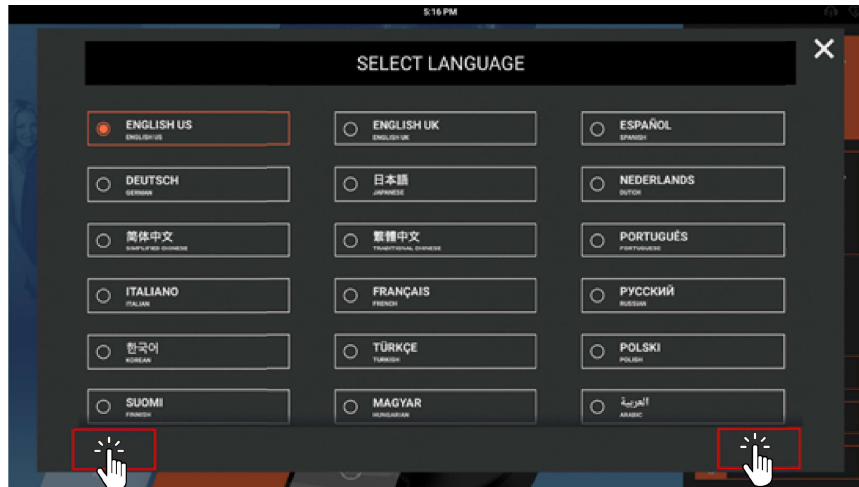 5:16 PM
SELECT LANGUAGE
ENGLISH US
ENGLISH US
ENGLISH UK
ENGLISH UK
ESPAÑOL
SPANISH
DEUTSCH
GERMAN
日本語
JAPANESE
NEDERLANDS
DUTCH
简体中文
SIMPLIFIED CHINESE
繁體中文
TRADITIONAL CHINESE
PORTUGUÊS
PORTUGUESE
ITALIANO
ITALIAN
FRANÇAIS
FRENCH
РУССКИЙ
RUSSIAN
한국어
KOREAN
TÜRKÇE
TURKISH
POLSKI
POLISH
SUOMI
FINNISH
MAGYAR
HUNGARIAN
العربية
ARABIC